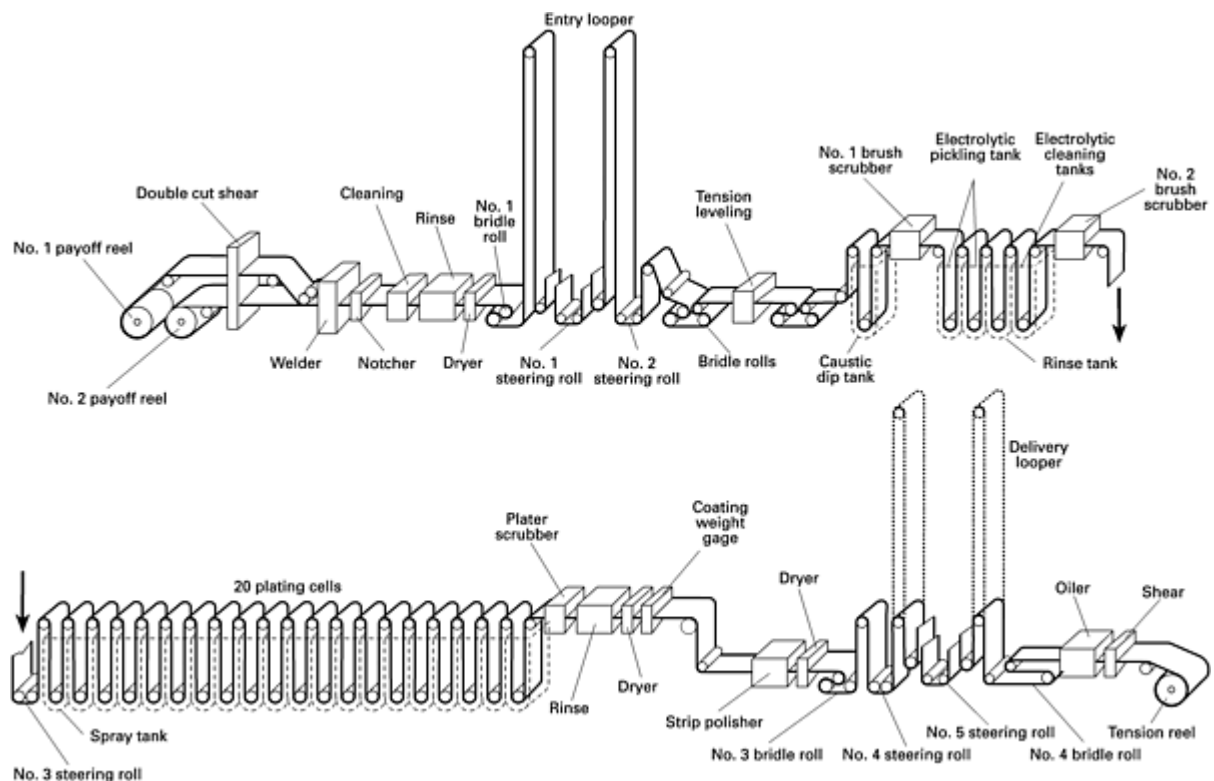 Entry looper
No. 1 brush
scrubber
Electrolytic
pickling tank
Electrolytic
cleaning
tanks
No. 2
brush
scrubber
Double cut shear
Cleaning
Rinse
No. 1
bridle
roll
Tension
leveling
No. 1 payoff reel
Welder
Notcher
Dryer
No. 1
steering roll
No. 2
steering roll
Bridle rolls
Caustic
dip tank
Rinse tank
No. 2 payoff reel
Delivery
looper
Plater
scrubber
Coating
weight
gage
20 plating cells
Dryer
Oiler
Shear
Spray tank
Rinse
Dryer
Strip polisher
No. 3 bridle roll
No. 4 steering roll
No. 5 steering roll
No. 4 bridle roll
Tension reel
No. 3 steering roll